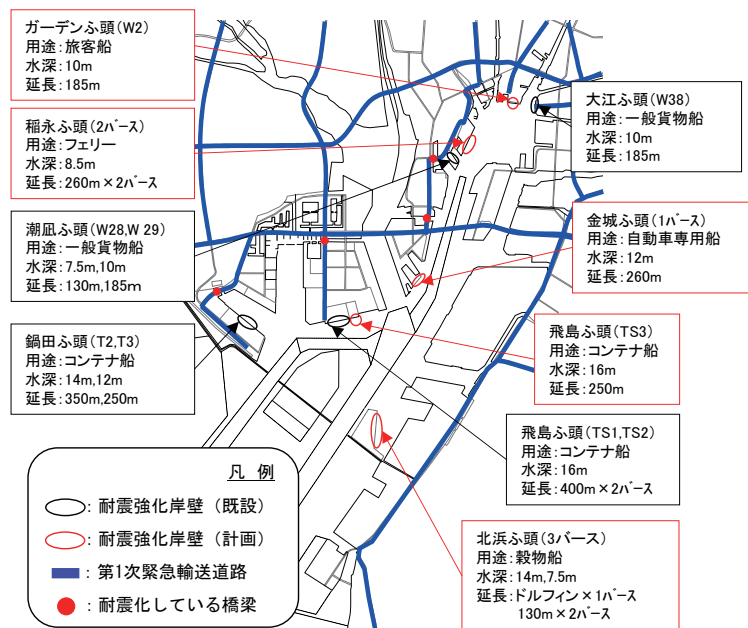 ガーデンふ頭(W2)
用途:旅客船
水深:10m
延長:185m
稲永ふ頭(2バース)
用途:フェリー
水深:8.5m
延長:260m×2バース
潮凪ふ頭(W28,W 29)
用途:一般貨物船
水深:7.5m,10m
延長:130m,185m
鍋田ふ頭(T2,T3)
用途:コンテナ船
水深:14m,12m
延長:350m,250m
大江ふ頭(W38)
用途:一般貨物船
水深:10m
延長:185m
金城ふ頭(1バース)
用途:自動車専用船
水深:12m
延長:260m
飛島ふ頭(TS3)
用途:コンテナ船
水深:16m
延長:250m
飛島ふ頭(TS1,TS2)
用途:コンテナ船
水深:16m
延長:400m×2バース
北浜ふ頭(3バース)
用途:穀物船
水深:14m,7.5m
延長:ドルフィン×1バース
130m×2バース
凡 例
:耐震強化岸壁(既設)
:耐震強化岸壁(計画)
:第1次緊急輸送道路
:耐震化している橋梁